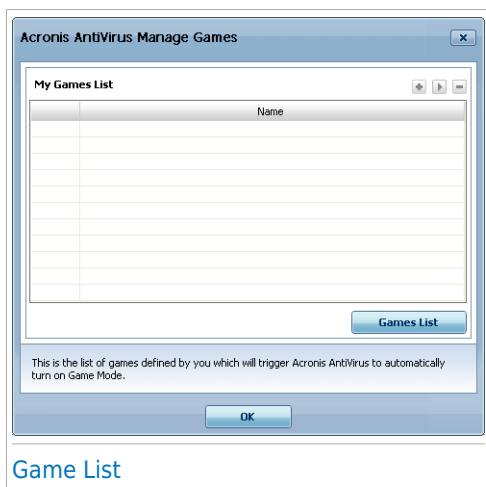 Acronis AntiVirus Manage Games
My Games List
Name
Games List
This is the list of games defined by you which will trigger Acronis AntiVirus to automatically
turn on Game Mode.
OK
Game List